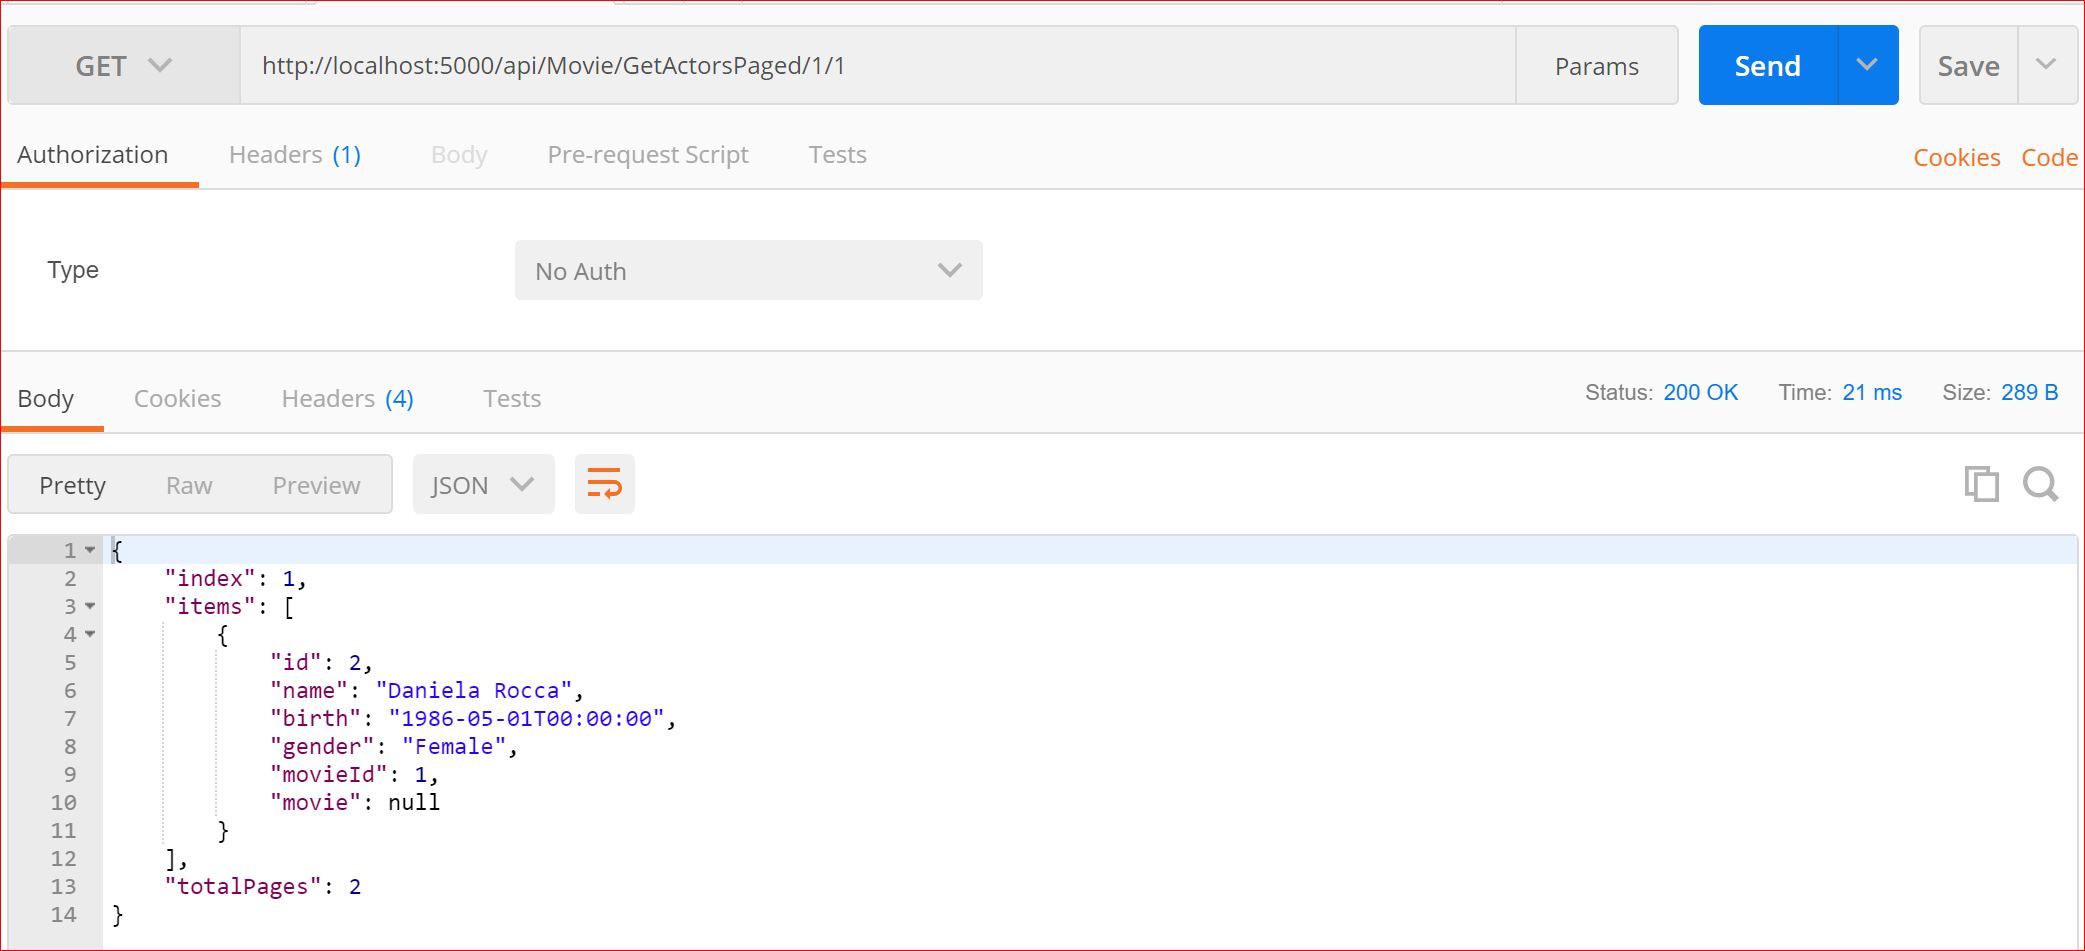 GET http://localhost:5000/api/Movie/GetActorsPaged/1/1 Params Send Save
Authorization Headers (1) Body Pre-request Script Tests Cookies Code
Type No Auth
Body Cookies Headers (4) Tests Status: 200 OK Time: 21 ms Size: 289 B
Pretty Raw Preview JSON
1 {
2 "index": 1,
3 "items": [
4 {
5 "id": 2,
6 "name": "Daniela Rocca",
7 "birth": "1986-05-01T00:00:00",
8 "gender": "Female",
9 "movieId": 1,
10 "movie": null
11 }
12 ],
13 "totalPages": 2
14 }